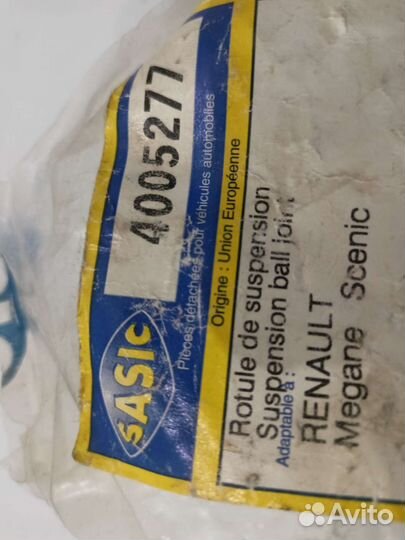 SASIC
4005277
Pièces détachées pour véhicules automobiles
Origine : Union Européenne
Rotule de suspension
Suspension ball joint
Adaptable à :
RENAULT
Megane Scenic
Avito